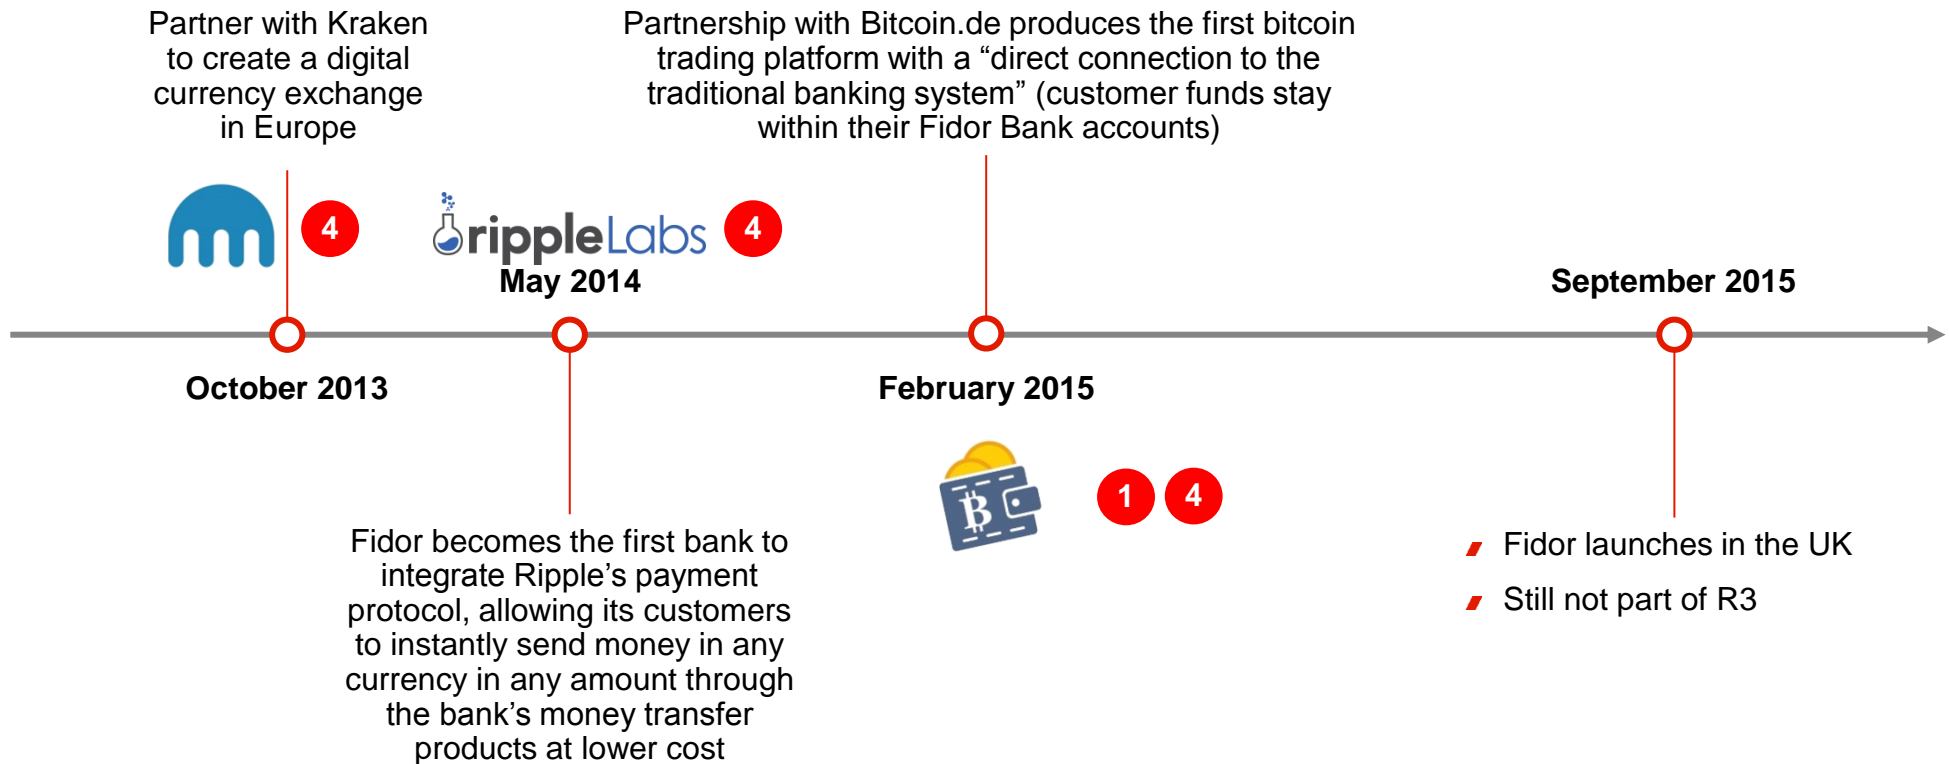 Partner with Kraken
to create a digital
currency exchange
in Europe
Partnership with Bitcoin.de produces the first bitcoin
trading platform with a “direct connection to the
traditional banking system” (customer funds stay
within their Fidor Bank accounts)
4
rippleLabs
4
May 2014
September 2015
October 2013
February 2015
1
4
Fidor becomes the first bank to
integrate Ripple’s payment
protocol, allowing its customers
to instantly send money in any
currency in any amount through
the bank’s money transfer
products at lower cost
Fidor launches in the UK
Still not part of R3